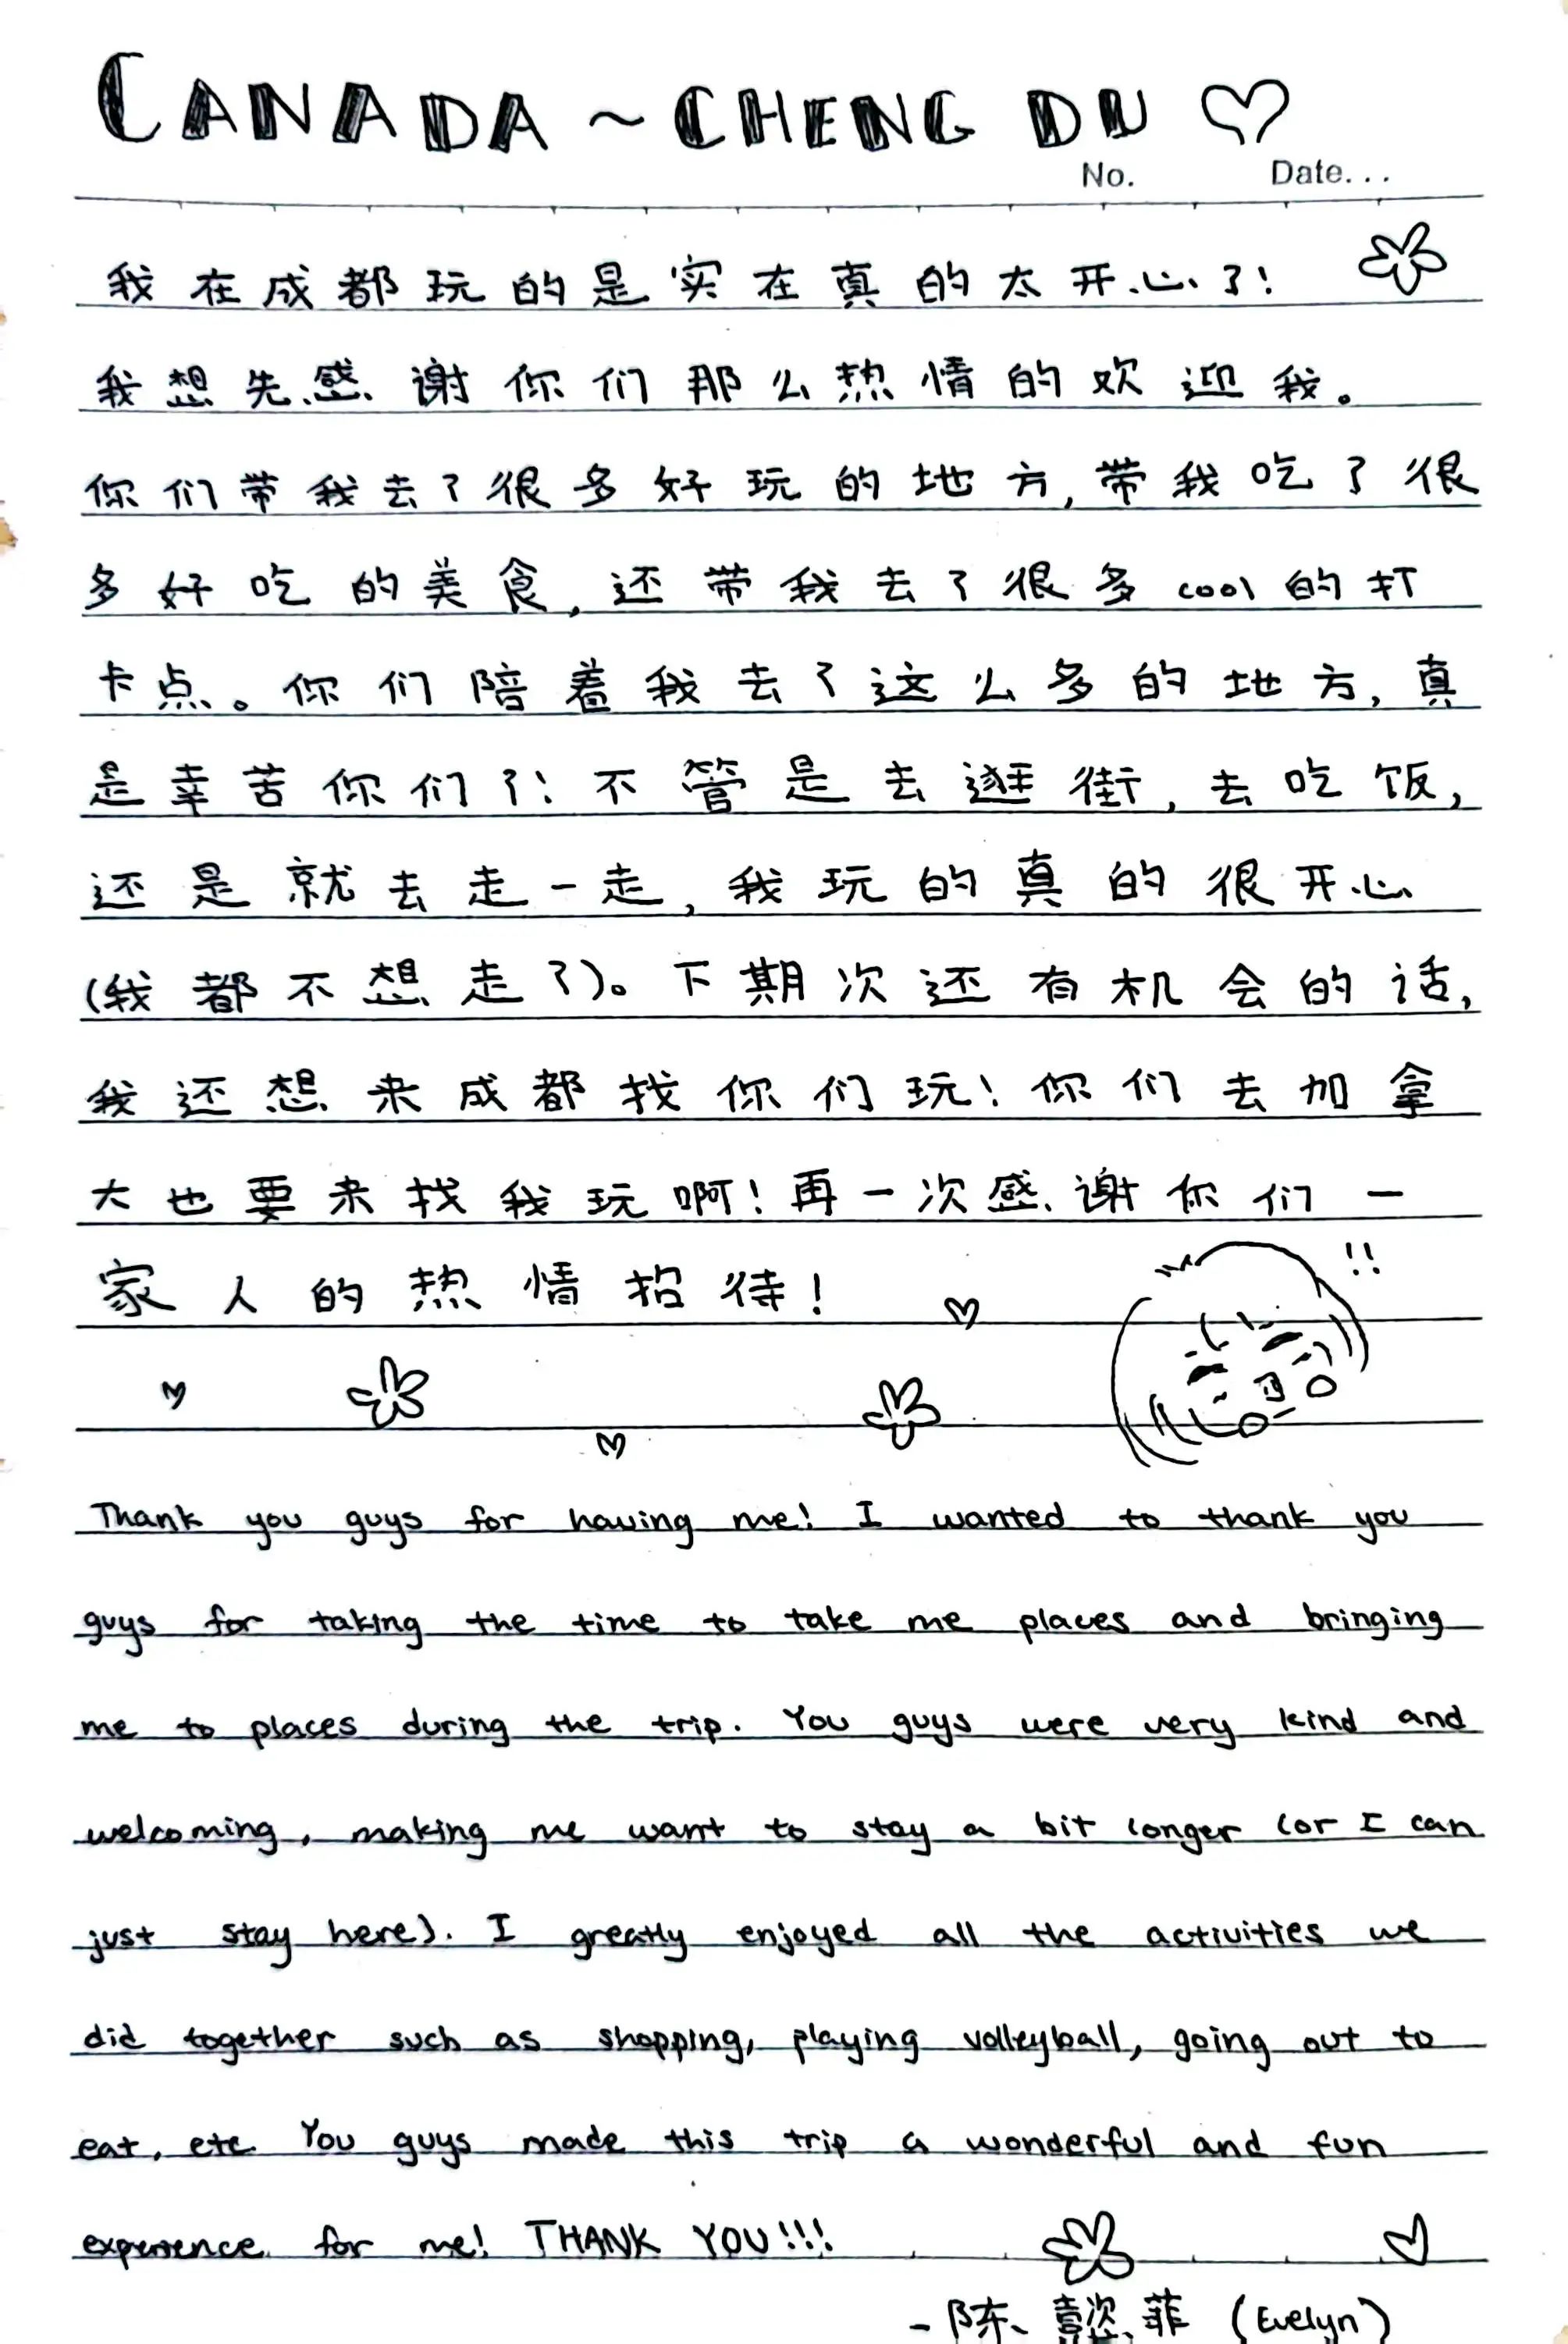 CANADA ~ CHENG DU ♡
No. Date...
我在成都玩的是实在真的太开心了!
我想先感谢你们那么热情的欢迎我。
你们带我去了很多好玩的地方,带我吃了很
多好吃的美食,还带我去了很多cool的打
卡点。你们陪着我去了这么多的地方,真
是辛苦你们了!不管是去逛街,去吃饭,
还是就去走一走,我玩的真的很开心
(我都不想走了)。下期次还有机会的话,
我还想来成都找你们玩!你们去加拿
大也要来找我玩啊!再一次感谢你们一
家人的热情招待!
!!
Thank you guys for having me! I wanted to thank you
guys for taking the time to take me places and bringing
me to places during the trip. You guys were very kind and
welcoming, making me want to stay a bit longer (or I can
just stay here). I greatly enjoyed all the activities we
did together such as shopping, playing volleyball, going out to
eat, etc. You guys made this trip a wonderful and fun
experience for me! THANK YOU!!!
-陈懿菲 (Evelyn)